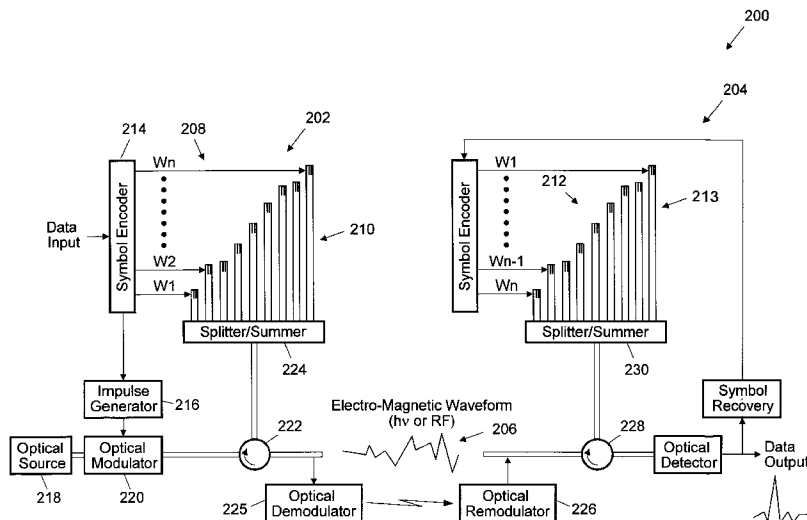 200
204
202
214
208
Wn
Symbol Encoder
Data
Input
210
W2
W1
Splitter/Summer
224
W1
212
213
Symbol Encoder
Wn-1
Wn
Splitter/Summer
230
Impulse
Generator
216
Symbol
Recovery
Electro-Magnetic Waveform
(hν or RF)
206
222
228
Optical
Source
218
Optical
Modulator
220
Optical
Detector
Data
Output
225
Optical
Demodulator
Optical
Remodulator
226